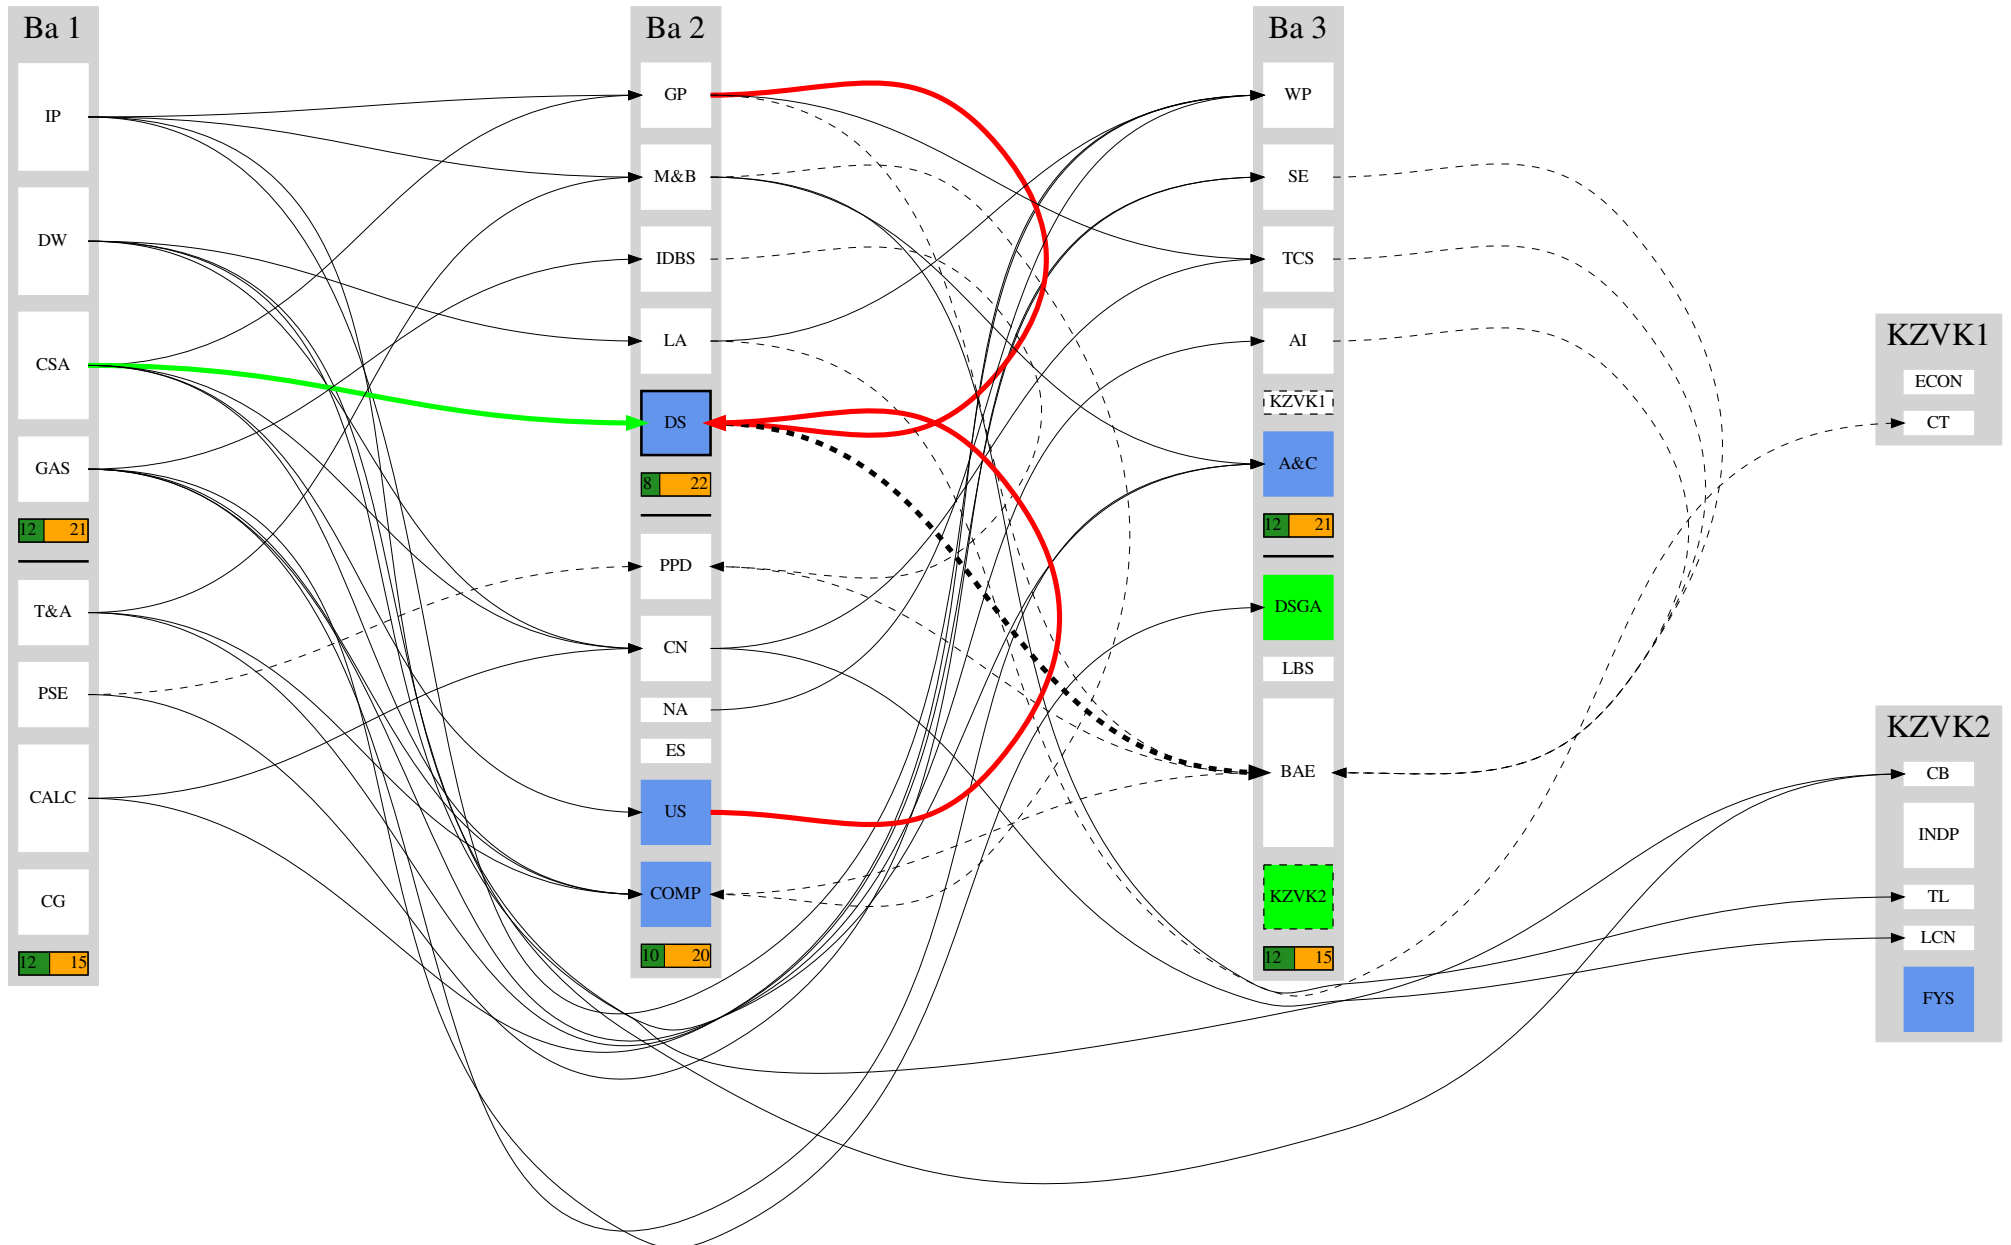 Ba 1
IP
DW
CSA
GAS
12 21
T&A
PSE
CALC
CG
12 15
Ba 2
GP
M&B
IDBS
LA
DS
8 22
PPD
CN
NA
ES
US
COMP
10 20
Ba 3
WP
SE
TCS
AI
KZVK1
A&C
12 21
DSGA
LBS
BAE
KZVK2
12 15
KZVK1
ECON
CT
KZVK2
CB
INDP
TL
LCN
FYS